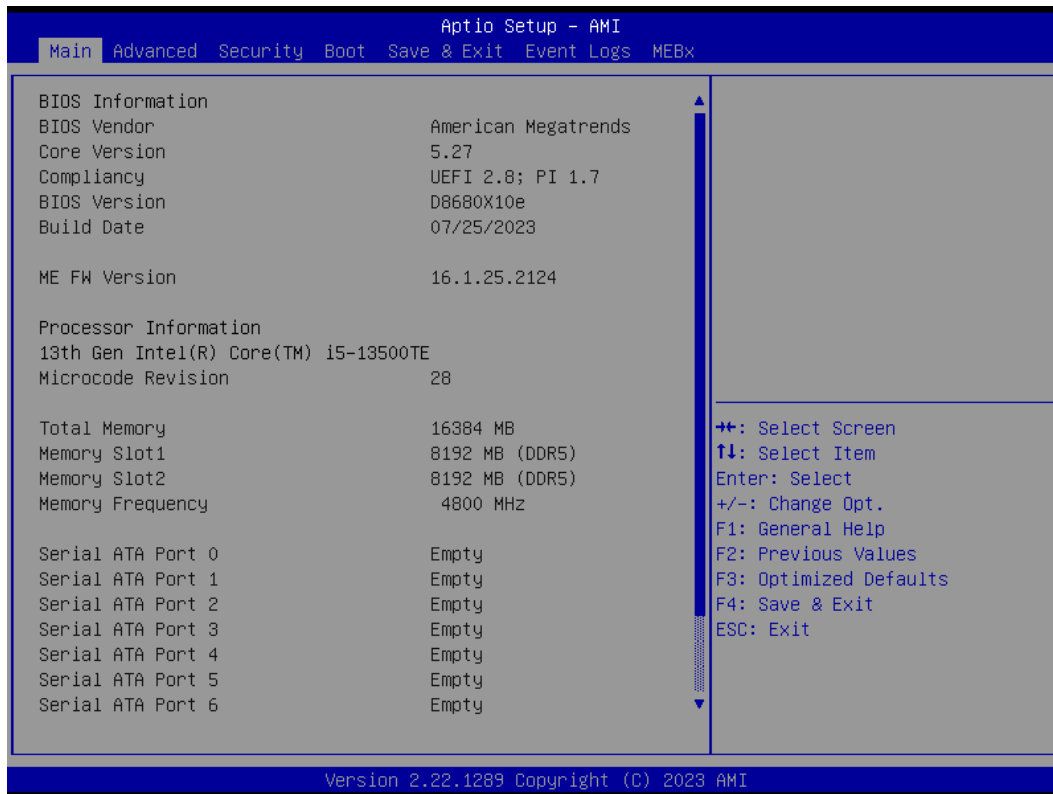 Aptio Setup – AMI
Main Advanced Security Boot Save & Exit Event Logs MEBx
BIOS Information
BIOS Vendor American Megatrends
Core Version 5.27
Compliancy UEFI 2.8; PI 1.7
BIOS Version D8680X10e
Build Date 07/25/2023
ME FW Version 16.1.25.2124
Processor Information
13th Gen Intel(R) Core(TM) i5-13500TE
Microcode Revision 28
Total Memory 16384 MB
Memory Slot1 8192 MB (DDR5)
Memory Slot2 8192 MB (DDR5)
Memory Frequency 4800 MHz
Serial ATA Port 0 Empty
Serial ATA Port 1 Empty
Serial ATA Port 2 Empty
Serial ATA Port 3 Empty
Serial ATA Port 4 Empty
Serial ATA Port 5 Empty
Serial ATA Port 6 Empty
→←: Select Screen
↑↓: Select Item
Enter: Select
+/-: Change Opt.
F1: General Help
F2: Previous Values
F3: Optimized Defaults
F4: Save & Exit
ESC: Exit
Version 2.22.1289 Copyright (C) 2023 AMI